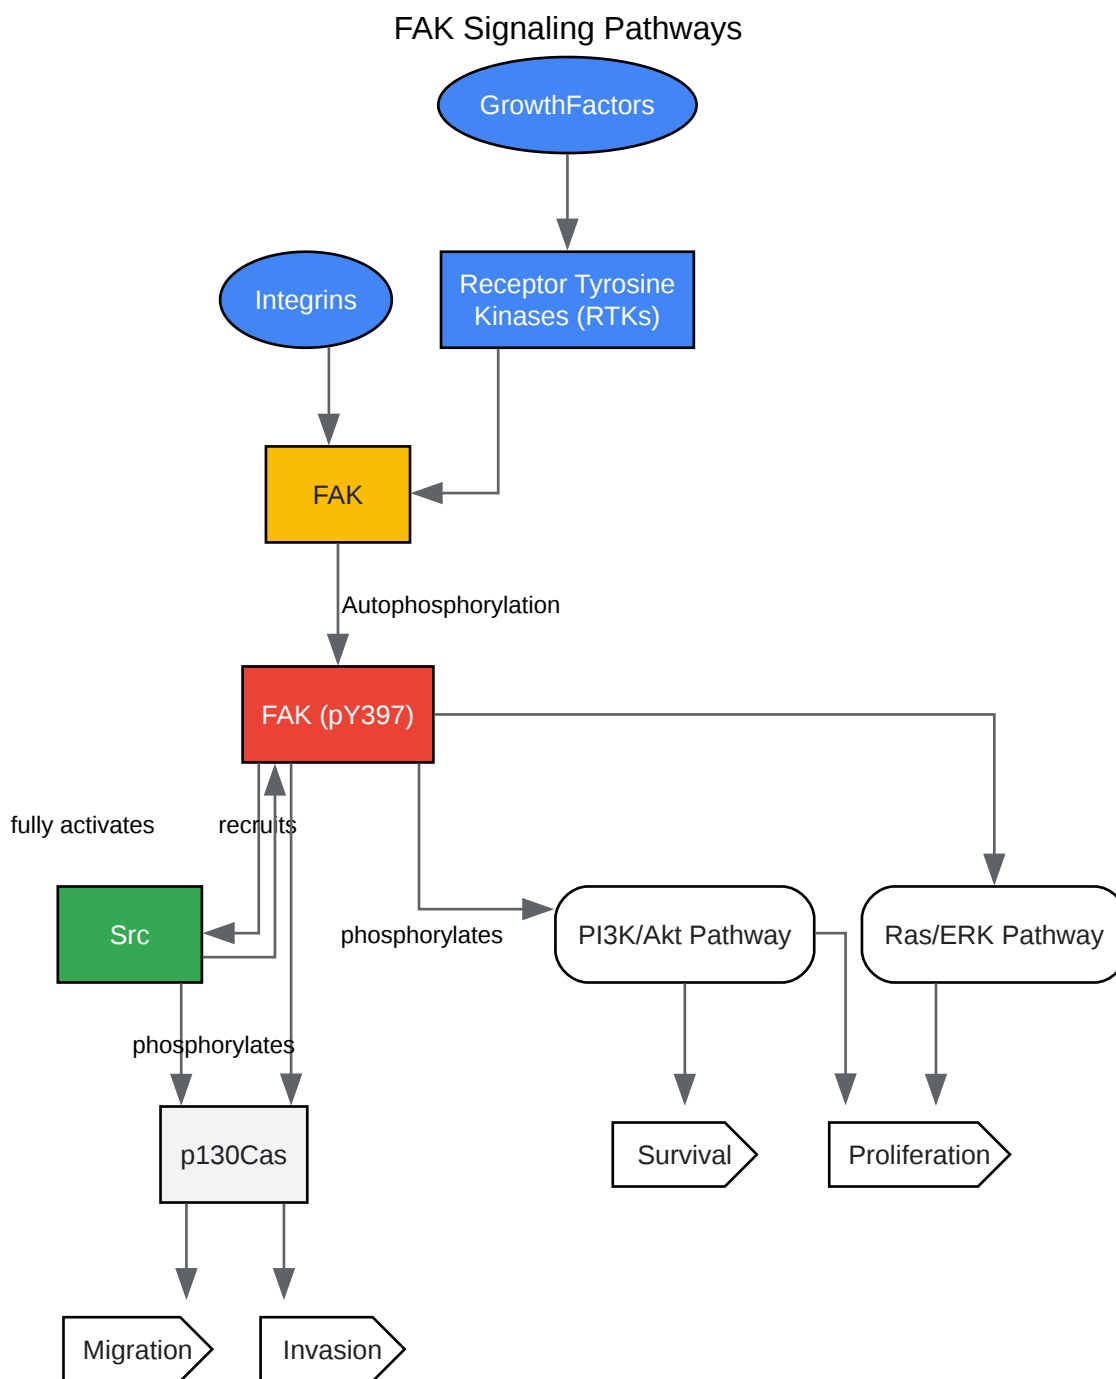 FAK Signaling Pathways
GrowthFactors
Integrins
Receptor Tyrosine
Kinases (RTKs)
FAK
Autophosphorylation
FAK (pY397)
fully activates
recruits
Src
phosphorylates
PI3K/Akt Pathway
Ras/ERK Pathway
phosphorylates
p130Cas
Survival
Proliferation
Migration
Invasion